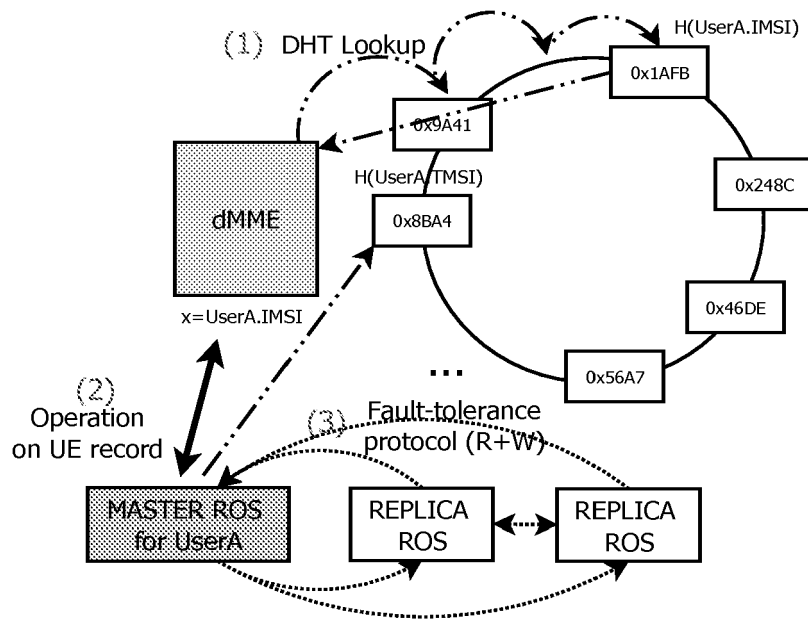 H(UserA.IMSI)
(1) DHT Lookup
0x1AFB
0x9A41
H(UserA.TMSI)
0x248C
dMME
0x8BA4
x=UserA.IMSI
0x46DE
...
0x56A7
(2)
Operation
on UE record
(3) Fault-tolerance
protocol (R+W)
MASTER ROS
for UserA
REPLICA
ROS
REPLICA
ROS